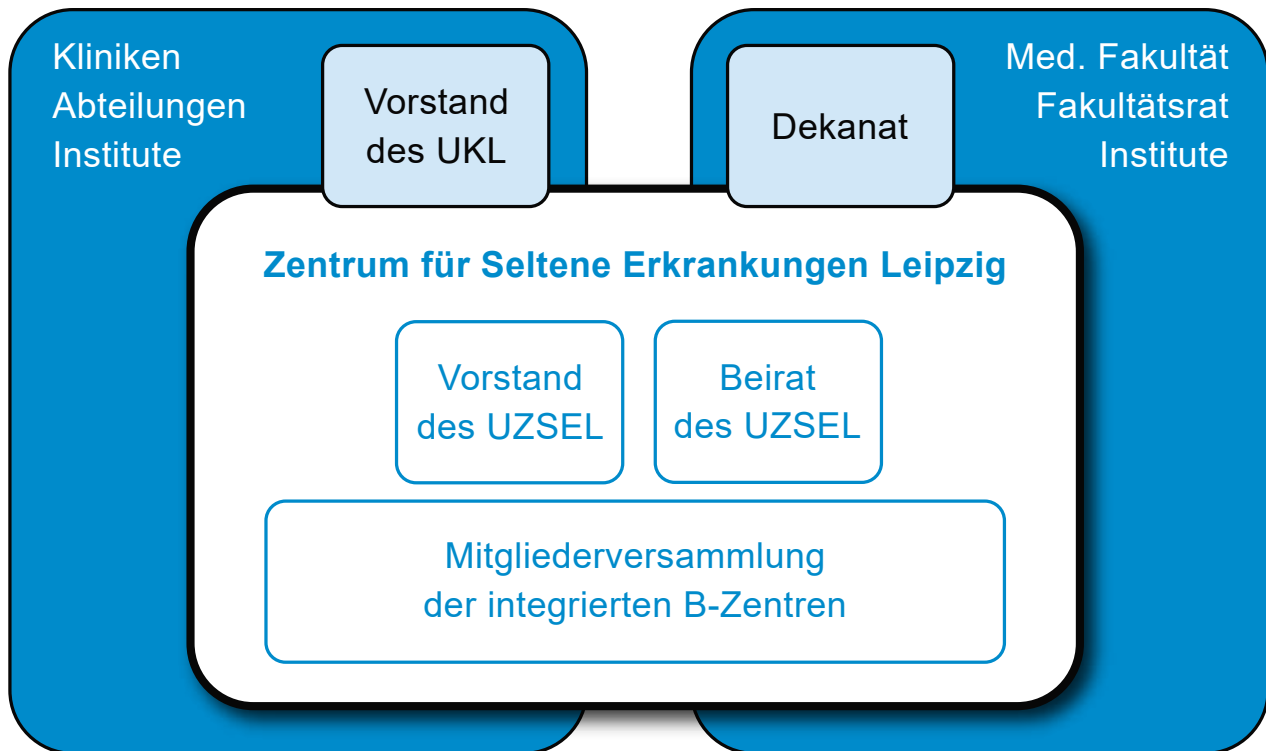 Kliniken
Abteilungen
Institute
Vorstand
des UKL
Dekanat
Med. Fakultät
Fakultätsrat
Institute
Zentrum für Seltene Erkrankungen Leipzig
Vorstand
des UZSEL
Beirat
des UZSEL
Mitgliederversammlung
der integrierten B-Zentren